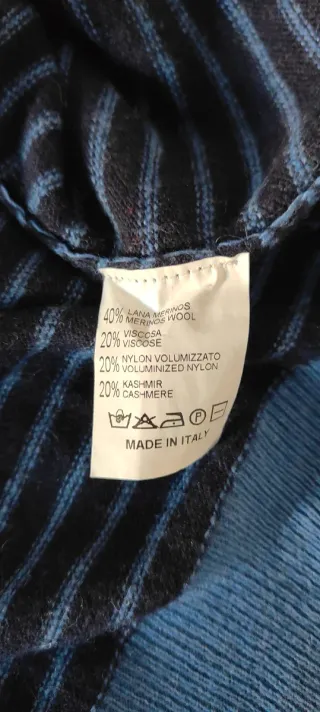 40% LANA MERINOS
MERINOS WOOL
20% VISCOSA
VISCOSE
20% NYLON VOLUMIZZATO
VOLUMINIZED NYLON
20% KASHMIR
CASHMERE
P
MADE IN ITALY